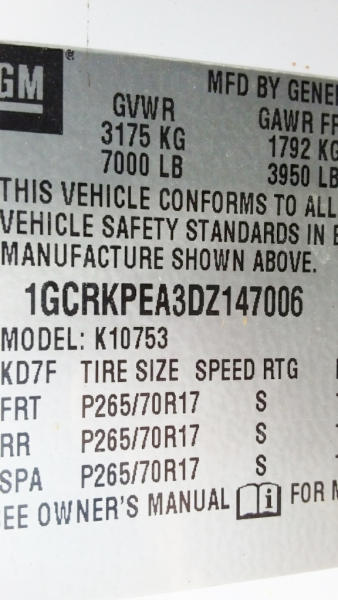 GM ®
MFD BY GENE
GVWR GAWR FR
3175 KG 1792 KG
7000 LB 3950 LB
THIS VEHICLE CONFORMS TO ALL
VEHICLE SAFETY STANDARDS IN
MANUFACTURE SHOWN ABOVE.
1GCRKPEA3DZ147006
MODEL: K10753
KD7F TIRE SIZE SPEED RTG
FRT P265/70R17 S
RR P265/70R17 S
SPA P265/70R17 S
SEE OWNER'S MANUAL i FOR